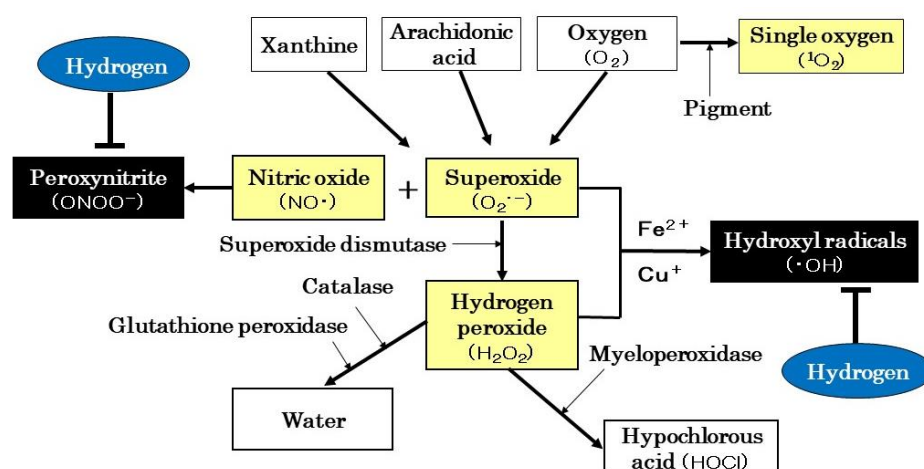 Xanthine
Arachidonic
acid
Oxygen
(O₂)
Single oxygen
(¹O₂)
Hydrogen
Pigment
Peroxynitrite
(ONOO⁻)
Nitric oxide
(NO·)
+
Superoxide
(O₂·⁻)
Superoxide dismutase
Fe²⁺
Cu⁺
Hydroxyl radicals
(·OH)
Catalase
Glutathione peroxidase
Hydrogen
peroxide
(H₂O₂)
Myeloperoxidase
Hydrogen
Water
Hypochlorous
acid (HOCl)